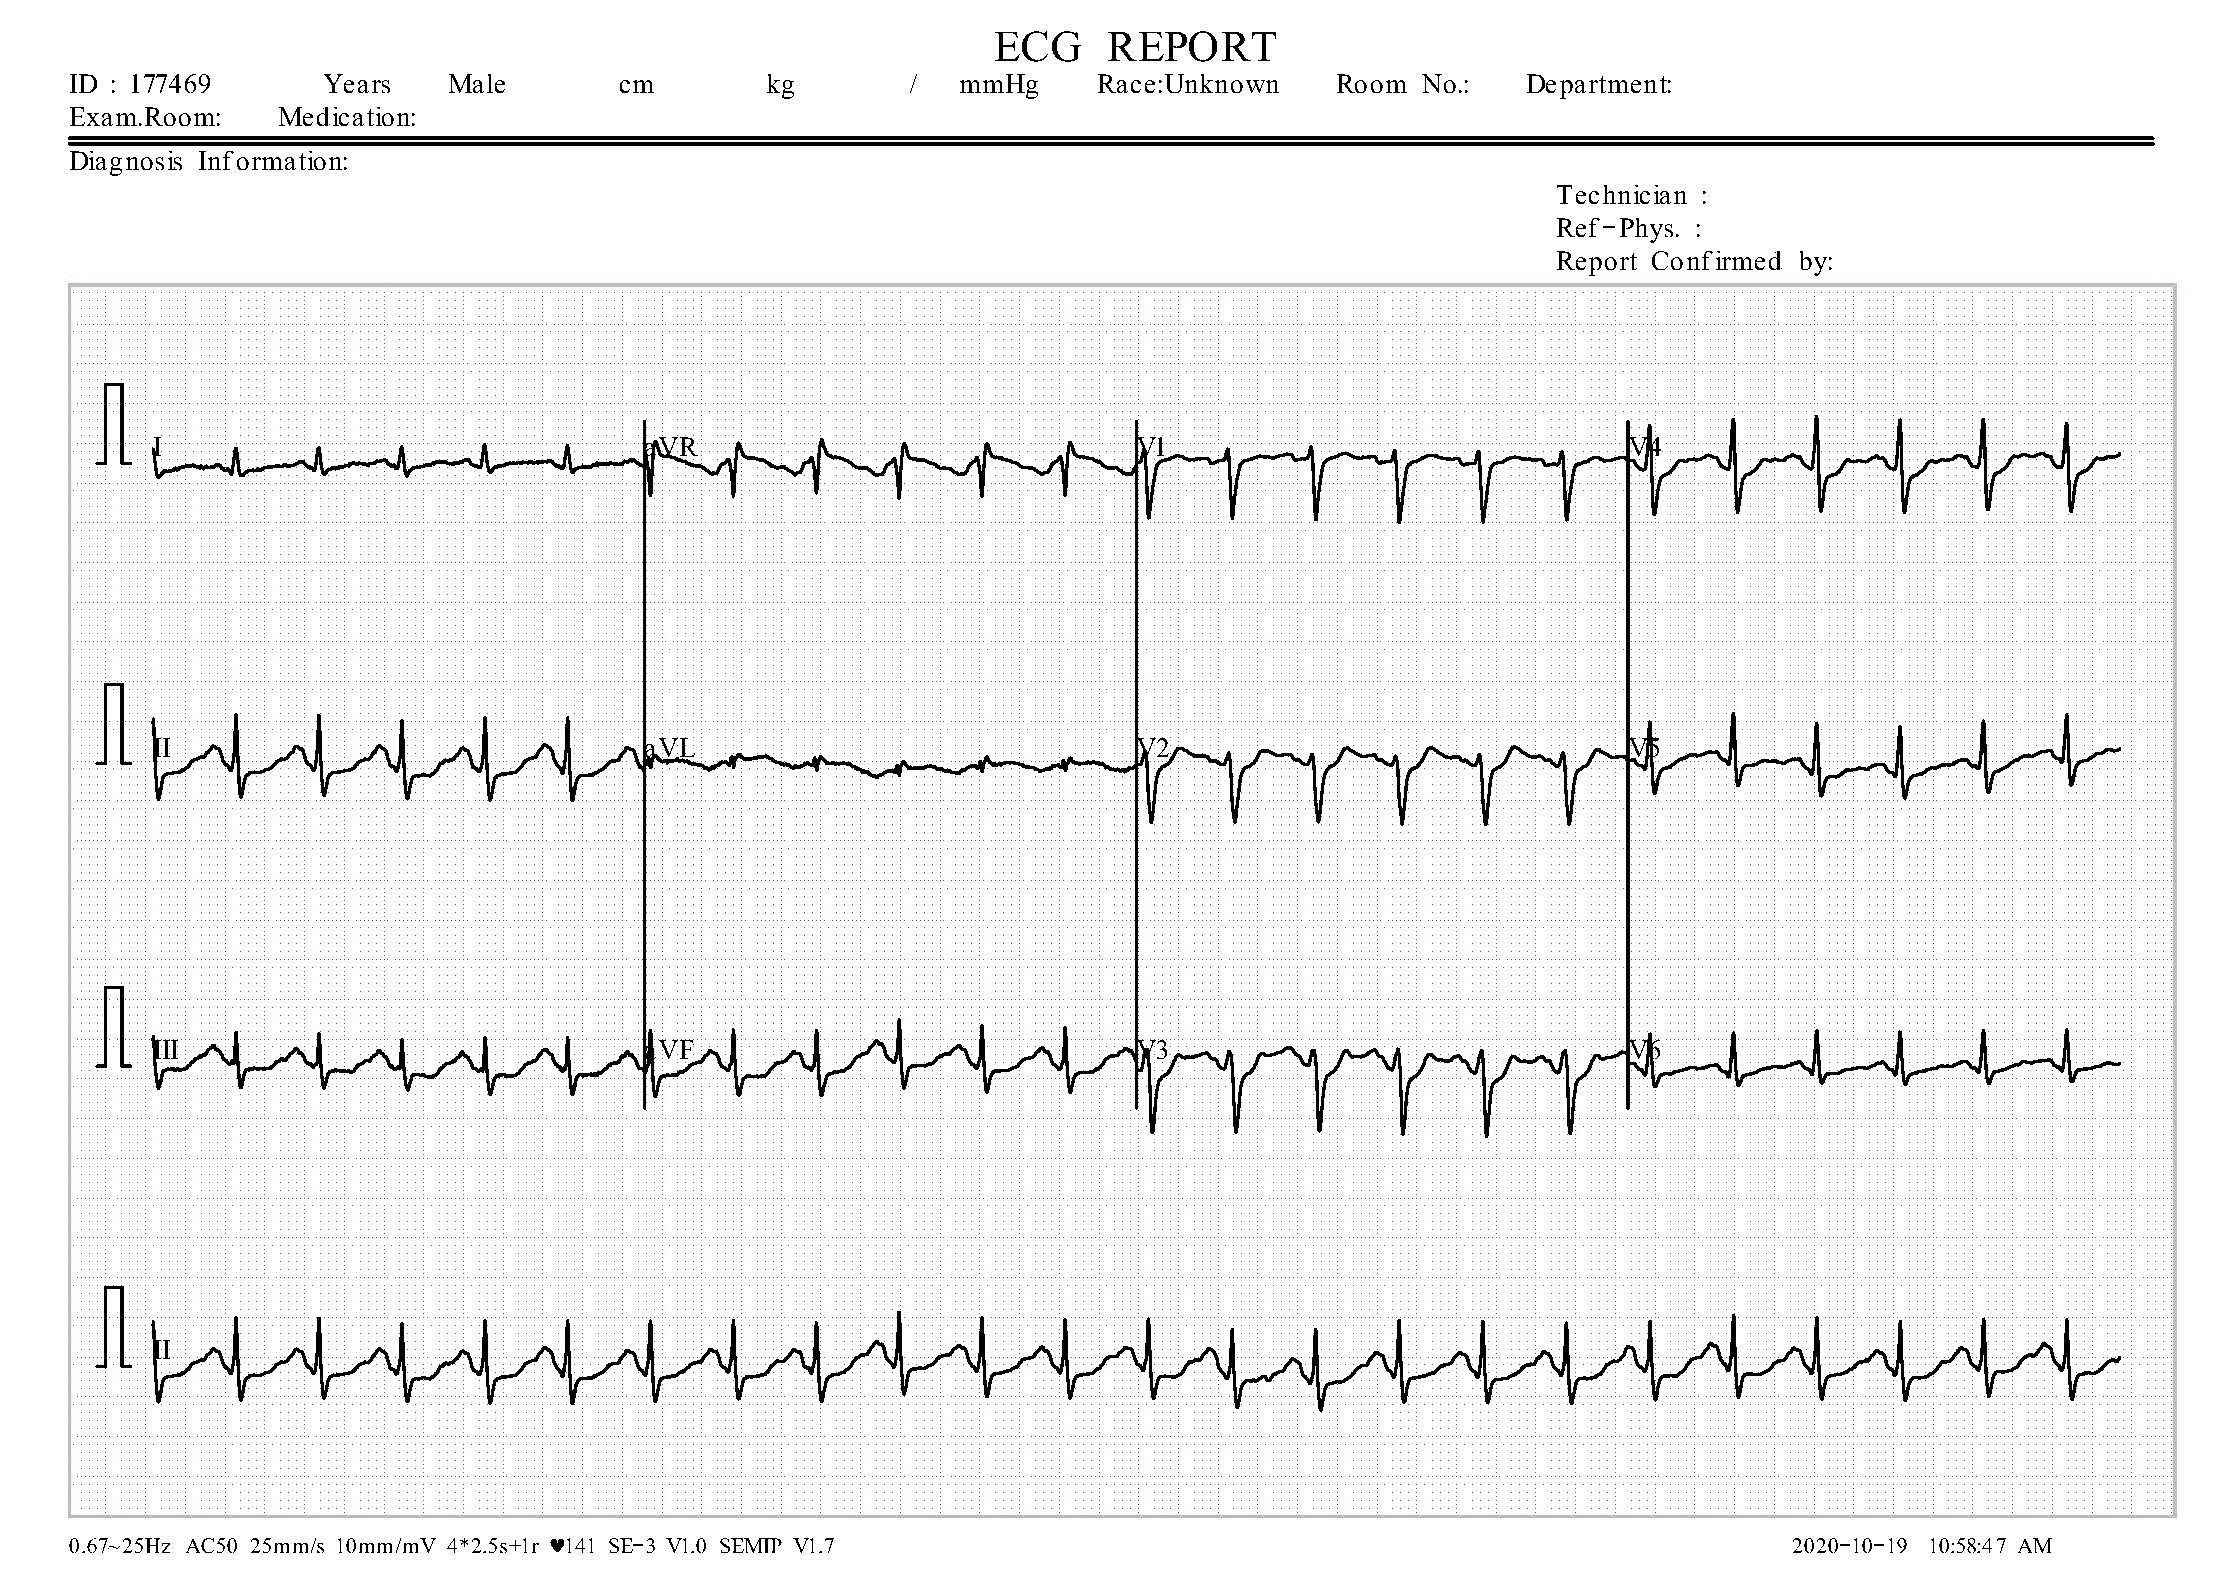 ECG REPORT
ID : 177469 Years Male cm kg / mmHg Race:Unknown Room No.: Department:
Exam.Room: Medication:
Diagnosis Information:
Technician :
Ref-Phys. :
Report Confirmed by:
I aVR V1 V4
II aVL V2 V5
III aVF V3 V6
II
0.67~25Hz AC50 25mm/s 10mm/mV 4*2.5s+1r ♥141 SE-3 V1.0 SEMIP V1.7 2020-10-19 10:58:47 AM